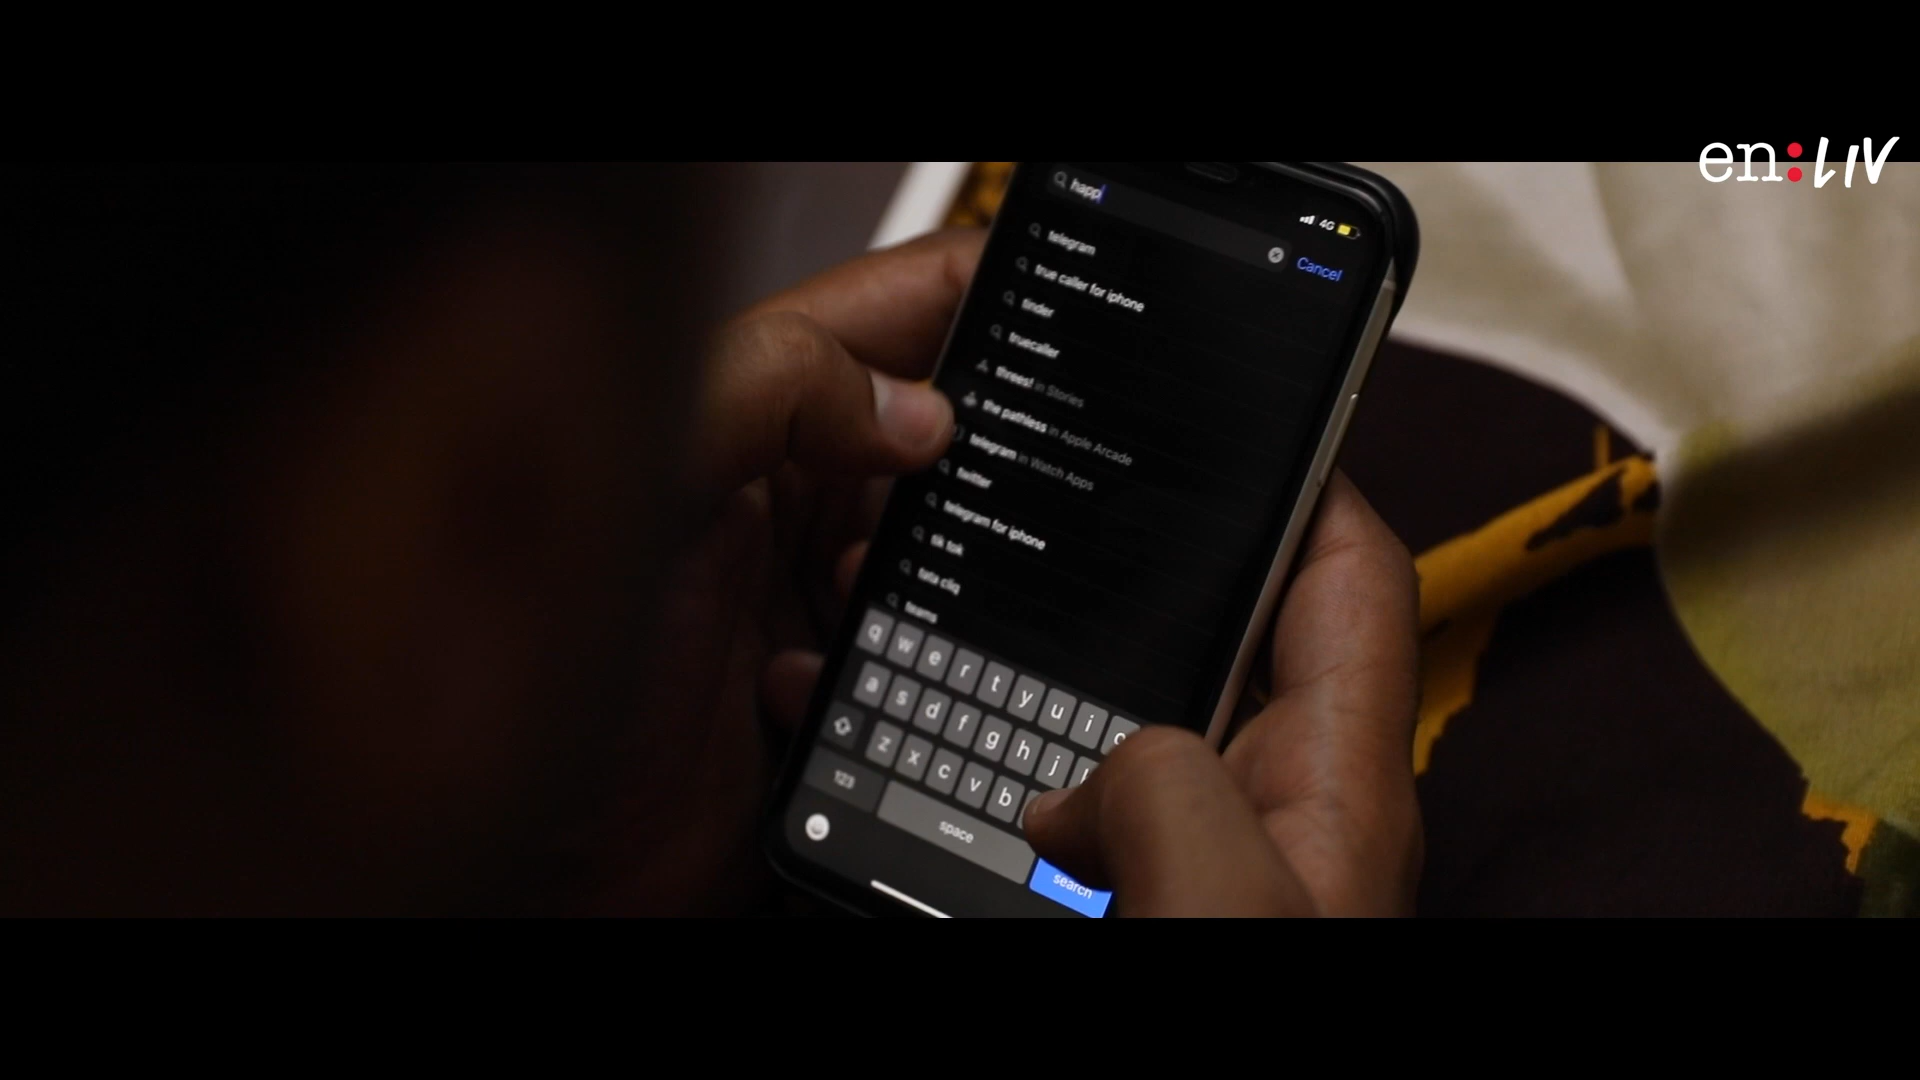 en:LIV
happ
4G
Cancel
telegram
true caller for iphone
finder
truecaller
threes! in Stories
the pathless in Apple Arcade
telegram in Watch Apps
twitter
telegram for iphone
tik tok
tata cliq
teams
q w e r t y u i
a s d f g h j
z x c v b
123
space
search